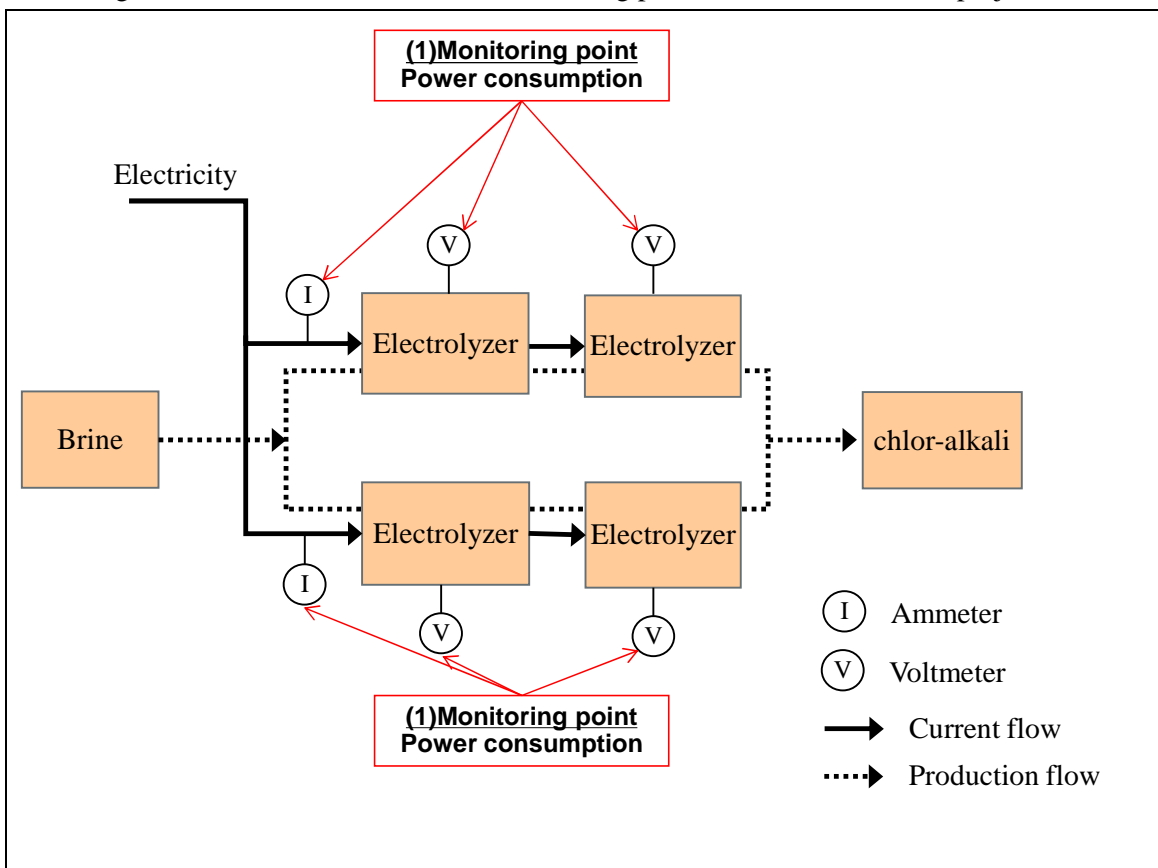 (1)Monitoring point
Power consumption
Electricity
V
V
I
Electrolyzer
Electrolyzer
Brine
chlor-alkali
Electrolyzer
Electrolyzer
I
V
V
I Ammeter
V Voltmeter
(1)Monitoring point
Power consumption
Current flow
Production flow